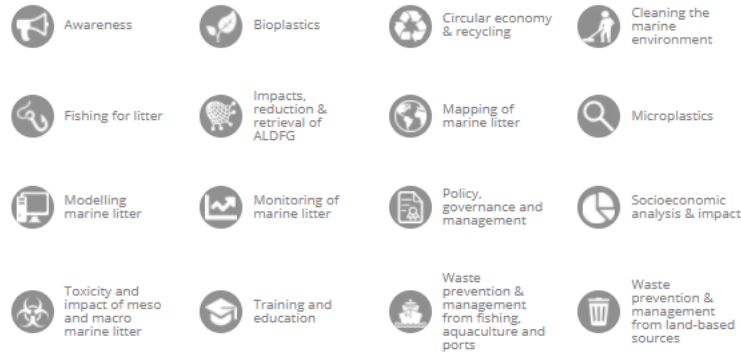 Awareness
Bioplastics
Circular economy
& recycling
Cleaning the
marine
environment
Fishing for litter
Impacts,
reduction &
retrieval of
ALDFG
Mapping of
marine litter
Microplastics
Modelling
marine litter
Monitoring of
marine litter
Policy,
governance and
management
Socioeconomic
analysis & impact
Toxicity and
impact of meso
and macro
marine litter
Training and
education
Waste
prevention &
management
from fishing,
aquaculture and
ports
Waste
prevention &
management
from land-based
sources